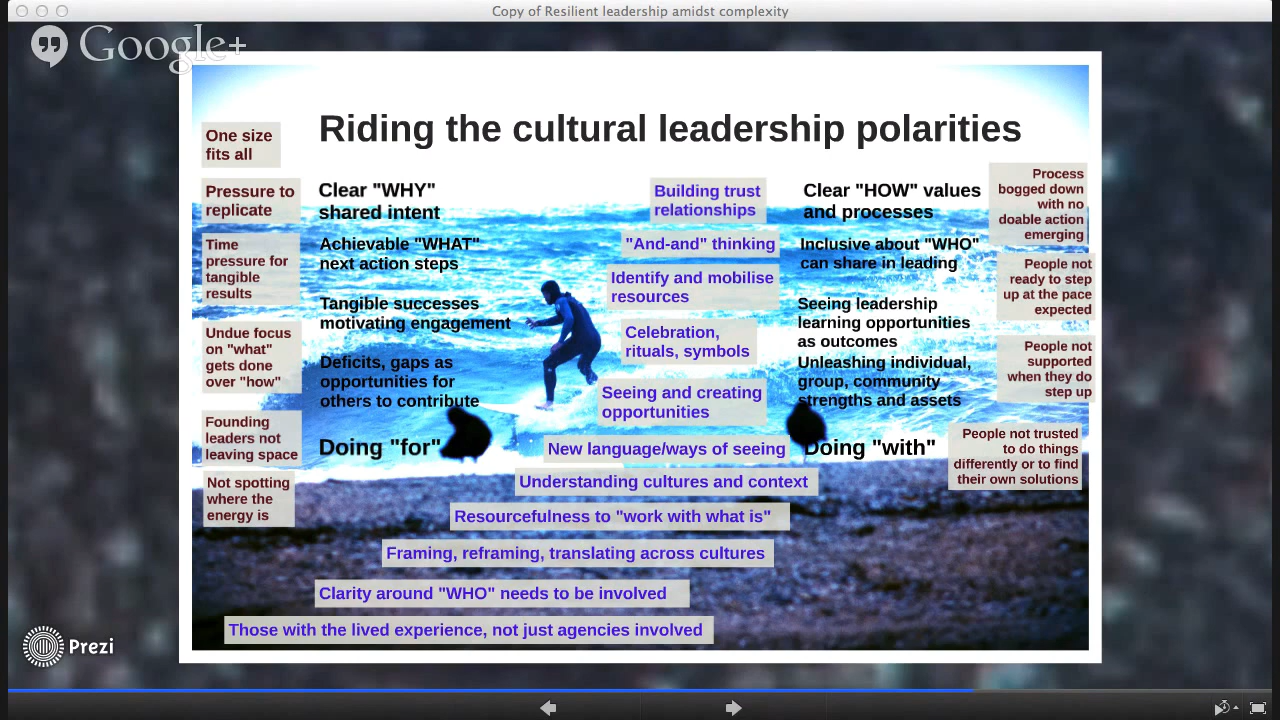 Copy of Resilient leadership amidst complexity
Google+
Riding the cultural leadership polarities
One size
fits all
Pressure to
replicate
Time
pressure for
tangible
results
Undue focus
on "what"
gets done
over "how"
Founding
leaders not
leaving space
Not spotting
where the
energy is
Clear "WHY"
shared intent
Achievable "WHAT"
next action steps
Tangible successes
motivating engagement
Deficits, gaps as
opportunities for
others to contribute
Doing "for"
Building trust
relationships
"And-and" thinking
Identify and mobilise
resources
Celebration,
rituals, symbols
Seeing and creating
opportunities
New language/ways of seeing
Understanding cultures and context
Resourcefulness to "work with what is"
Framing, reframing, translating across cultures
Clarity around "WHO" needs to be involved
Those with the lived experience, not just agencies involved
Clear "HOW" values
and processes
Inclusive about "WHO"
can share in leading
Seeing leadership
learning opportunities
as outcomes
Unleashing individual,
group, community
strengths and assets
Doing "with"
Process
bogged down
with no
doable action
emerging
People not
ready to step
up at the pace
expected
People not
supported
when they do
step up
People not trusted
to do things
differently or to find
their own solutions
Prezi